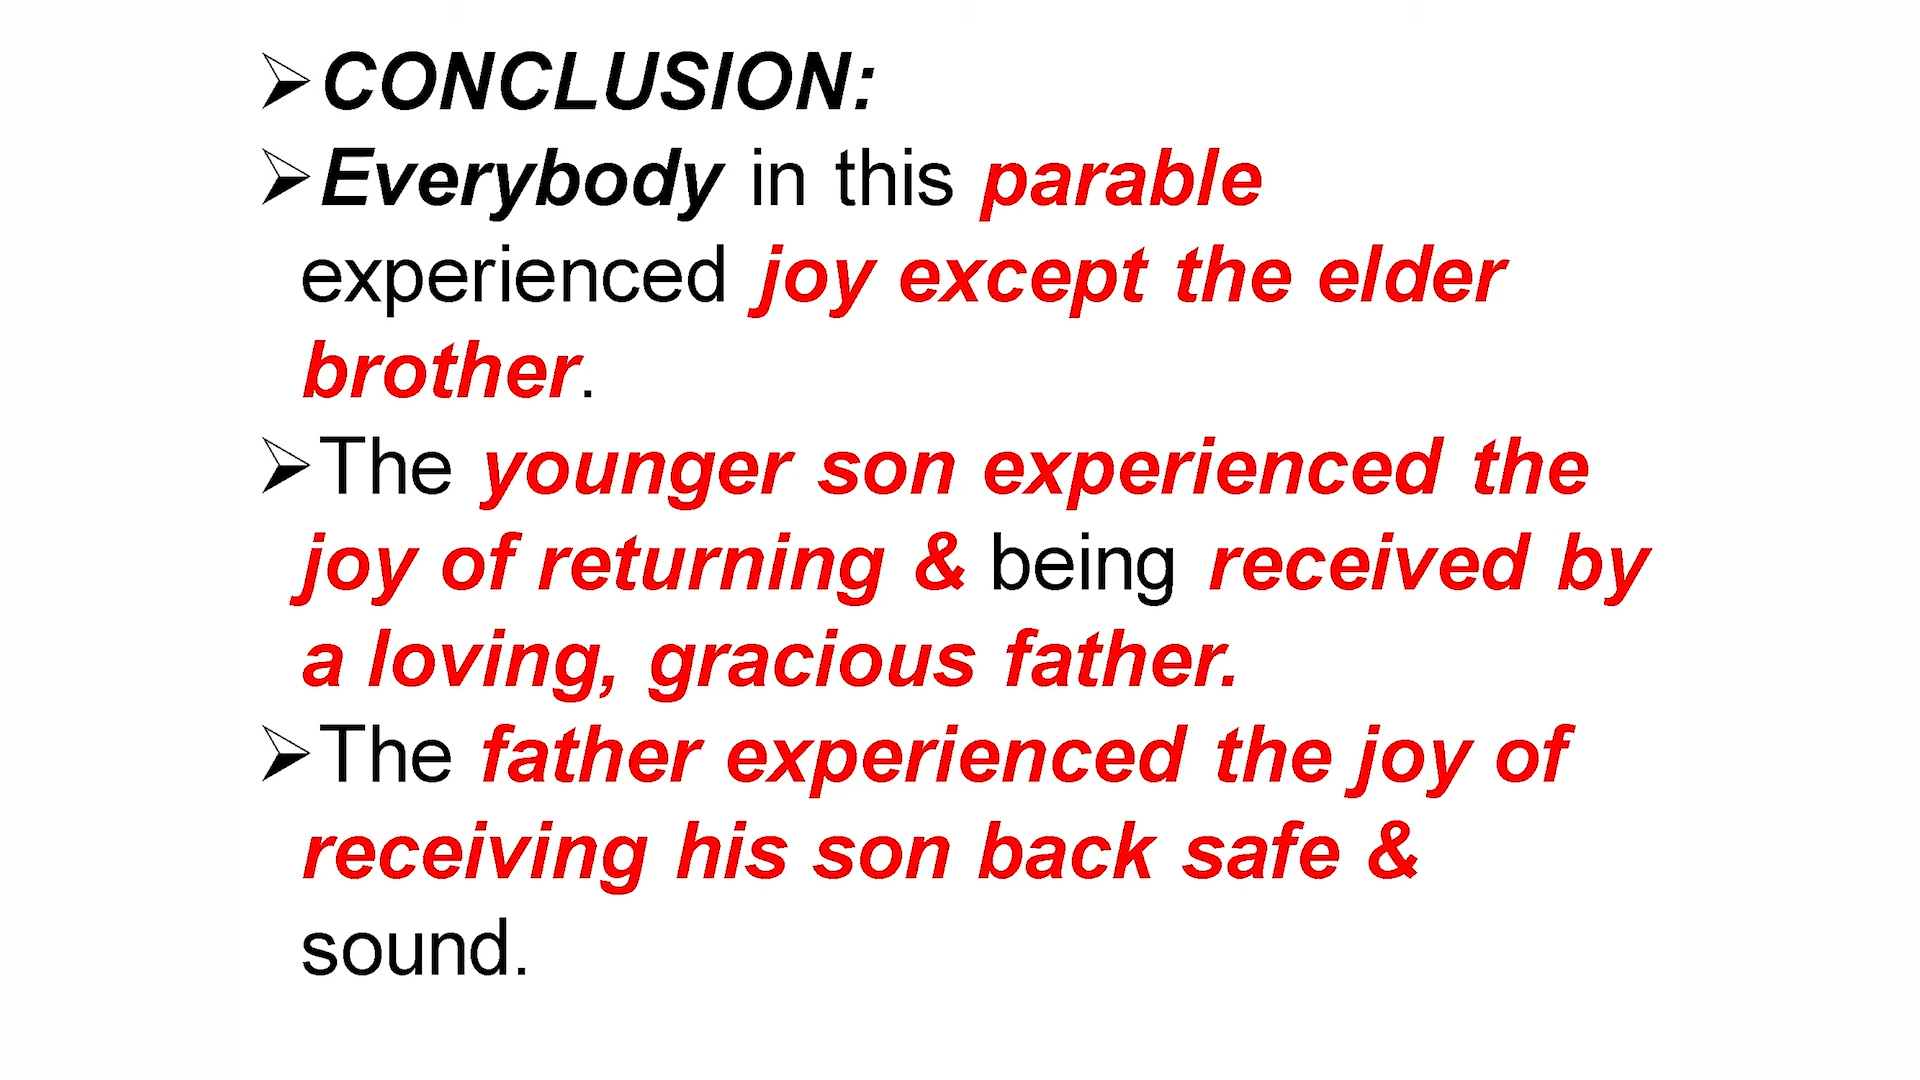 ➢CONCLUSION:
➢Everybody in this parable
experienced joy except the elder
brother.
➢The younger son experienced the
joy of returning & being received by
a loving, gracious father.
➢The father experienced the joy of
receiving his son back safe &
sound.